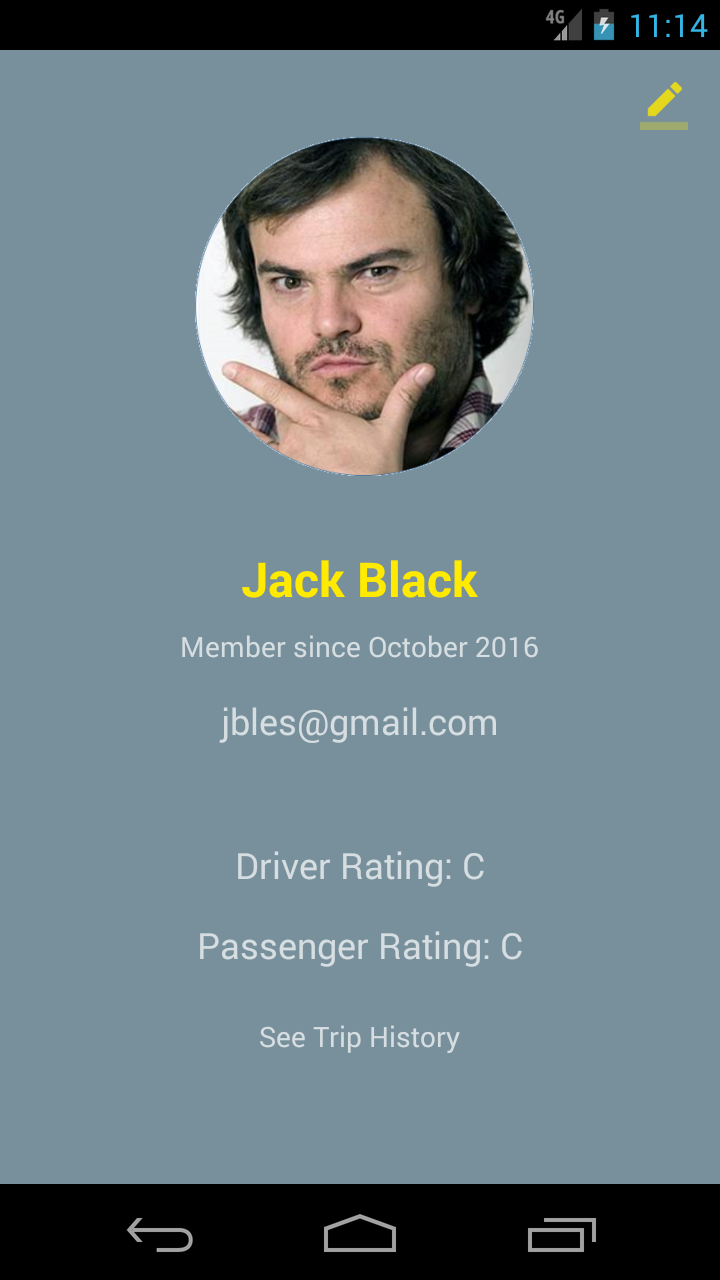 4G 11:14
Jack Black
Member since October 2016
jbles@gmail.com
Driver Rating: C
Passenger Rating: C
See Trip History